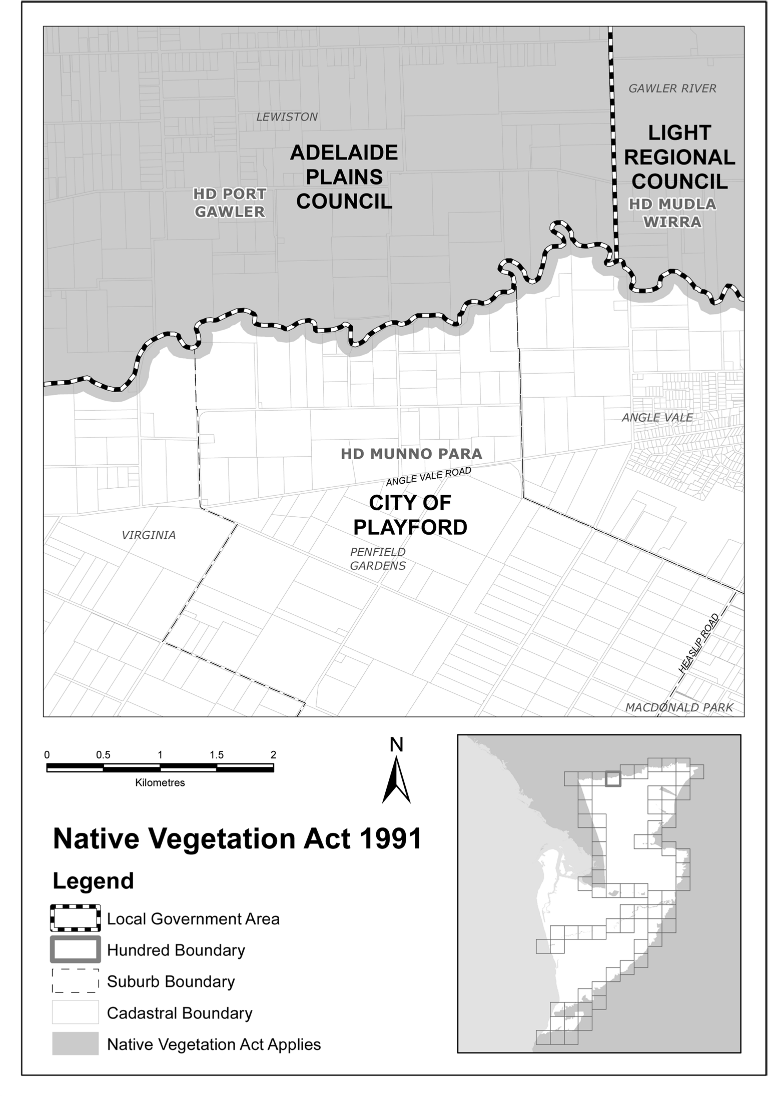 GAWLER RIVER
LEWISTON
ADELAIDE
PLAINS
COUNCIL
LIGHT
REGIONAL
COUNCIL
HD PORT
GAWLER
HD MUDLA
WIRRA
ANGLE VALE
HD MUNNO PARA
ANGLE VALE ROAD
CITY OF
PLAYFORD
VIRGINIA
PENFIELD
GARDENS
HEASLIP ROAD
MACDONALD PARK
0 0.5 1 1.5 2
Kilometres
N
Native Vegetation Act 1991
Legend
Local Government Area
Hundred Boundary
Suburb Boundary
Cadastral Boundary
Native Vegetation Act Applies